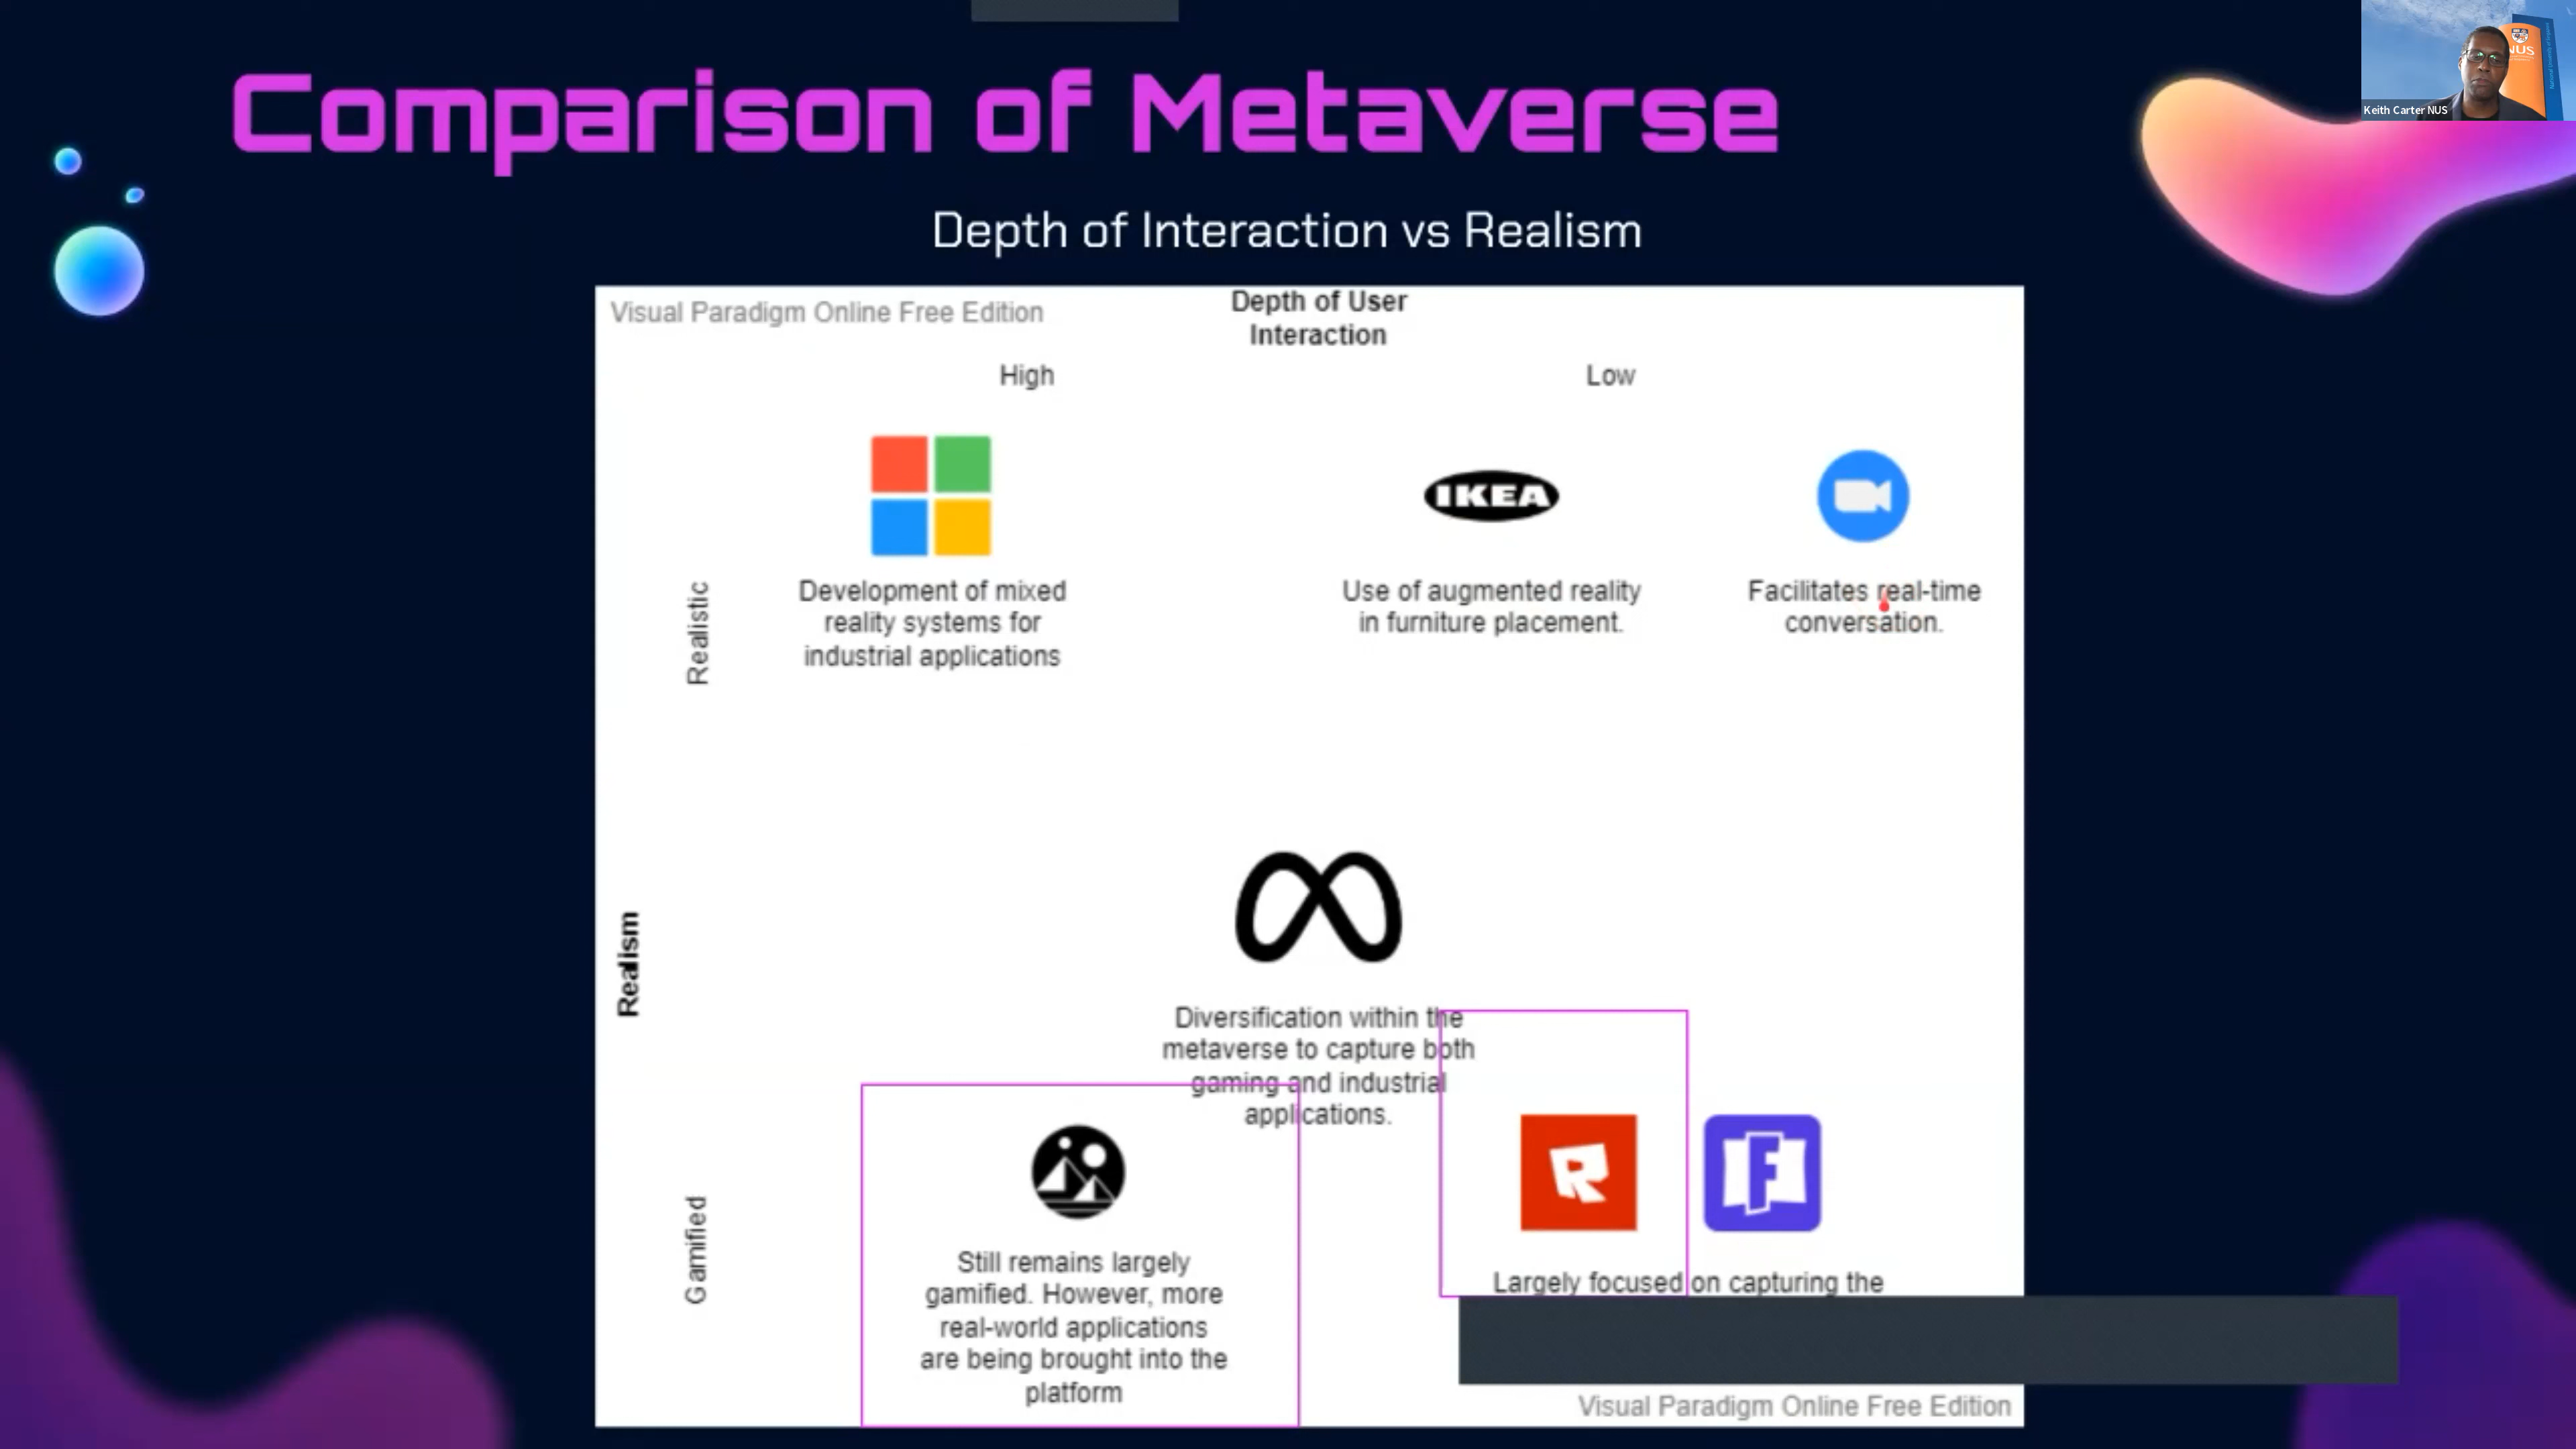 Comparison of Metaverse
NUS
Keith Carter NUS
Depth of Interaction vs Realism
Visual Paradigm Online Free Edition
Depth of User
Interaction
High
Low
IKEA
Realistic
Development of mixed
reality systems for
industrial applications
Use of augmented reality
in furniture placement.
Facilitates real-time
conversation.
Realism
Diversification within the
metaverse to capture both
gaming and industrial
applications.
Gamified
R
F
Still remains largely
gamified. However, more
real-world applications
are being brought into the
platform
Largely focused on capturing the
Visual Paradigm Online Free Edition